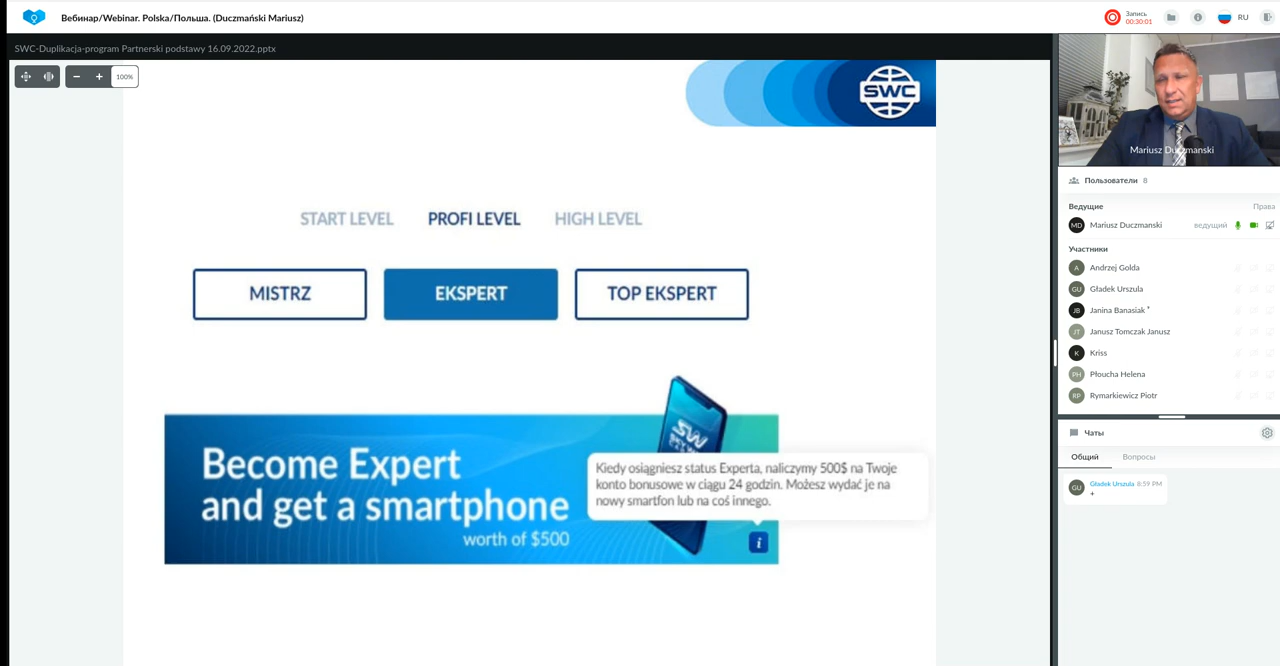 Вебинар/Webinar. Polska/Польша. (Duczmański Mariusz)
Запись
00:30:01
RU
SWC-Duplikacja-program Partnerski podstawy 16.09.2022.pptx
100%
SWC
START LEVEL PROFI LEVEL HIGH LEVEL
MISTRZ EKSPERT TOP EKSPERT
Become Expert
and get a smartphone
worth of $500
SW
Kiedy osiągniesz status Experta, naliczymy 500$ na Twoje
konto bonusowe w ciągu 24 godzin. Możesz wydać je na
nowy smartfon lub na coś innego.
i
Mariusz Duczmanski
Пользователи 8
Ведущие Права
MD Mariusz Duczmanski ведущий
Участники
A Andrzej Golda
GU Gładek Urszula
JB Janina Banasiak *
JT Janusz Tomczak Janusz
K Kriss
PH Płoucha Helena
RP Rymarkiewicz Piotr
Чаты
Общий Вопросы
GU Gładek Urszula 8:59 PM
+